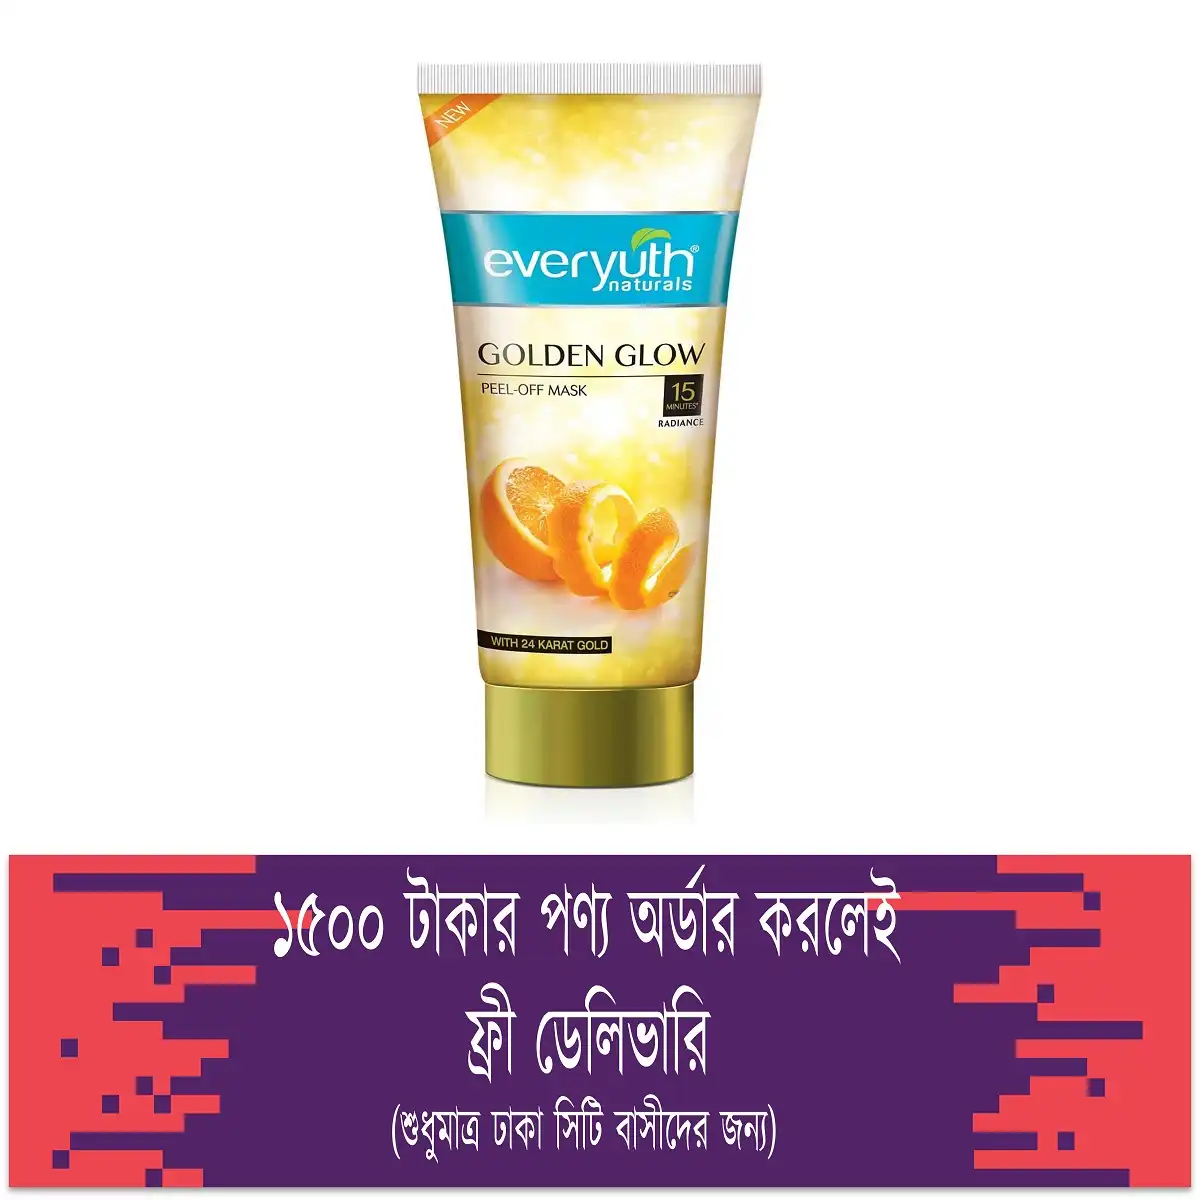 NEW
everyuth®
naturals
GOLDEN GLOW
PEEL-OFF MASK
15
MINUTES*
RADIANCE
WITH 24 KARAT GOLD
১৫০০ টাকার পণ্য অর্ডার করলেই
ফ্রী ডেলিভারি
(শুধুমাত্র ঢাকা সিটি বাসীদের জন্য)